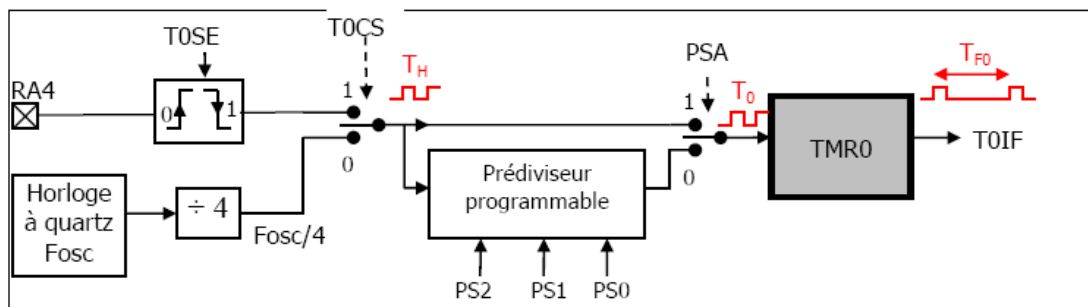 T0SE
T0CS
PSA
RA4
0
1
1
0
T_H
1
0
T_0
T_F0
TMR0
T0IF
Horloge
à quartz
Fosc
÷ 4
Fosc/4
Prédiviseur
programmable
PS2
PS1
PS0